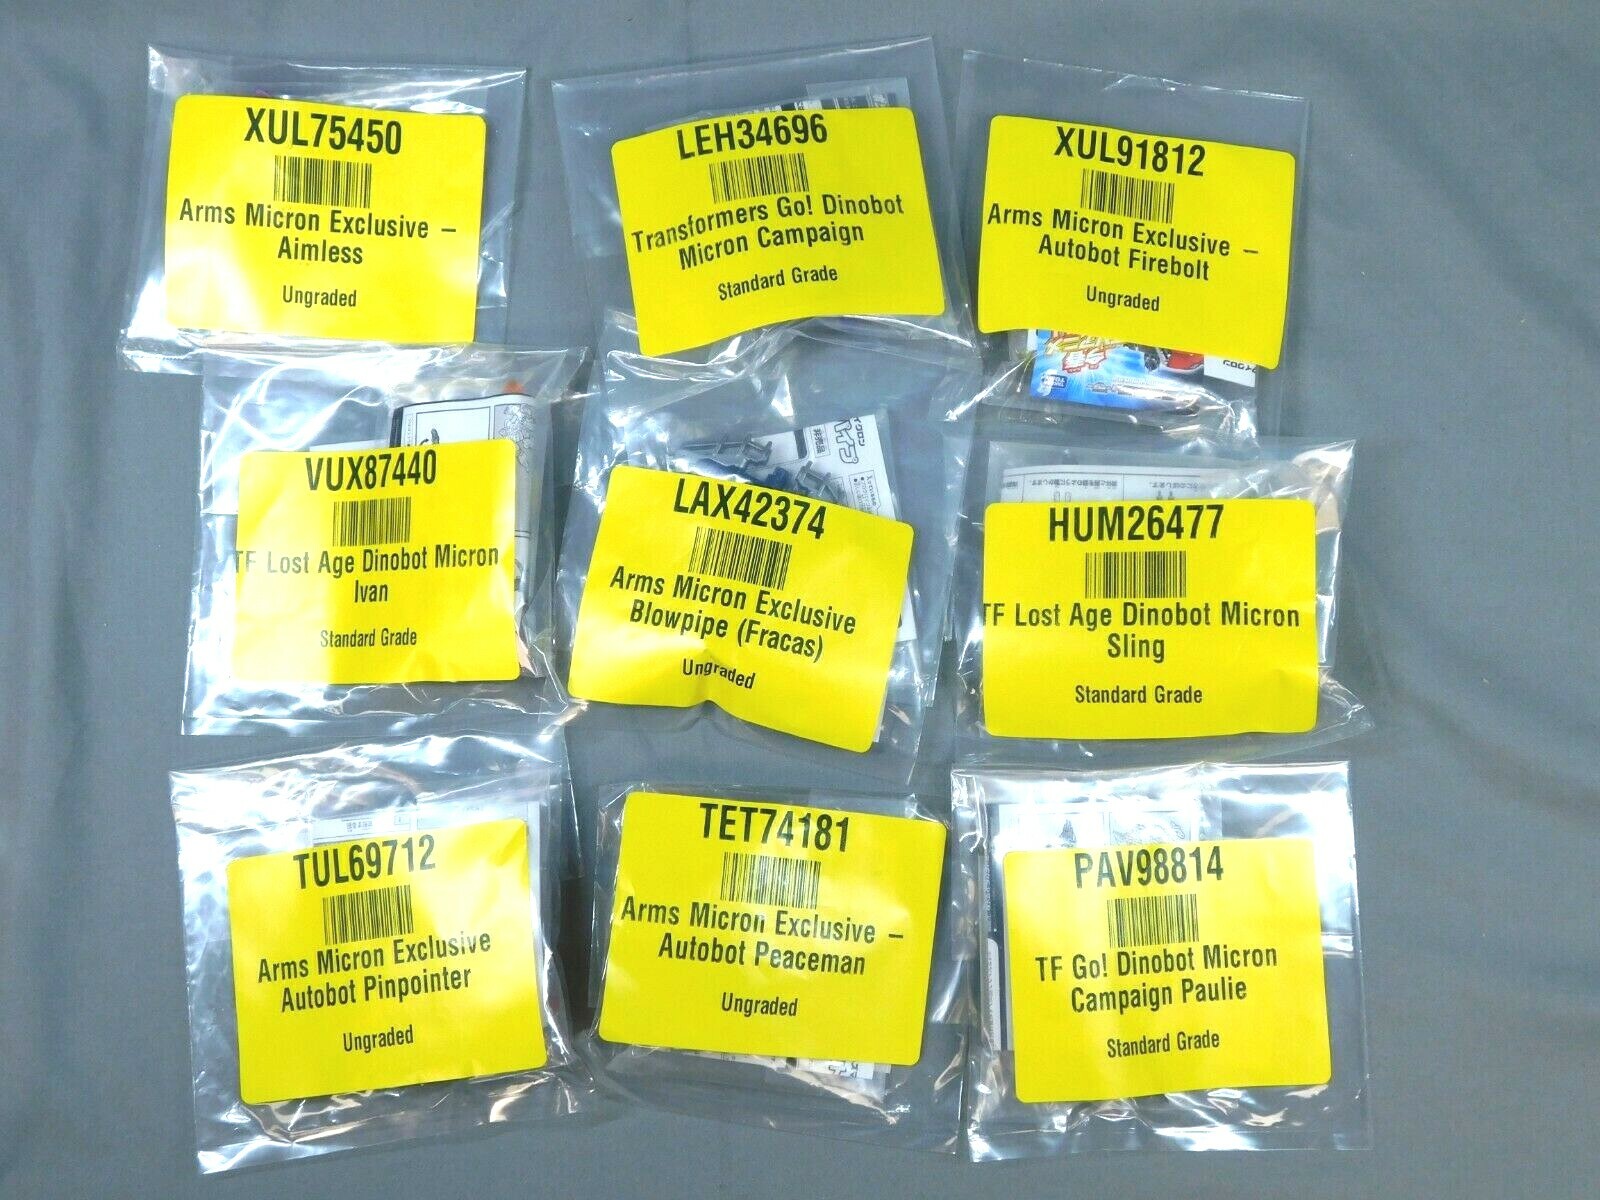 XUL75450
Arms Micron Exclusive –
Aimless
Ungraded
LEH34696
Transformers Go! Dinobot
Micron Campaign
Standard Grade
XUL91812
Arms Micron Exclusive –
Autobot Firebolt
Ungraded
VUX87440
TF Lost Age Dinobot Micron
Ivan
Standard Grade
LAX42374
Arms Micron Exclusive
Blowpipe (Fracas)
Ungraded
HUM26477
TF Lost Age Dinobot Micron
Sling
Standard Grade
TUL69712
Arms Micron Exclusive
Autobot Pinpointer
Ungraded
TET74181
Arms Micron Exclusive –
Autobot Peaceman
Ungraded
PAV98814
TF Go! Dinobot Micron
Campaign Paulie
Standard Grade